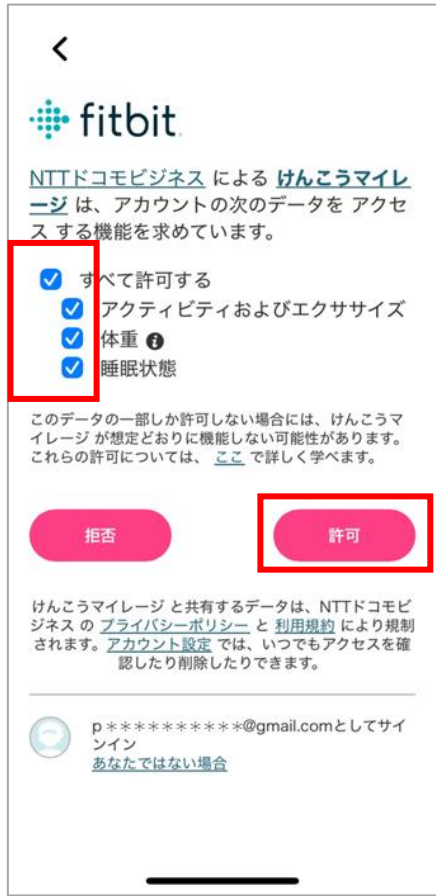 fitbit.
NTTドコモビジネス による けんこうマイレ
ージ は、アカウントの次のデータを アクセ
ス する機能を求めています。
すべて許可する
アクティビティおよびエクササイズ
体重
睡眠状態
このデータの一部しか許可しない場合には、けんこうマ
イレージ が想定どおりに機能しない可能性があります。
これらの許可については、 ここ で詳しく学べます。
拒否
許可
けんこうマイレージ と共有するデータは、NTTドコモビ
ジネス の プライバシーポリシー と 利用規約 により規制
されます。アカウント設定 では、いつでもアクセスを確
認したり削除したりできます。
p**********@gmail.comとしてサイ
ンイン
あなたではない場合